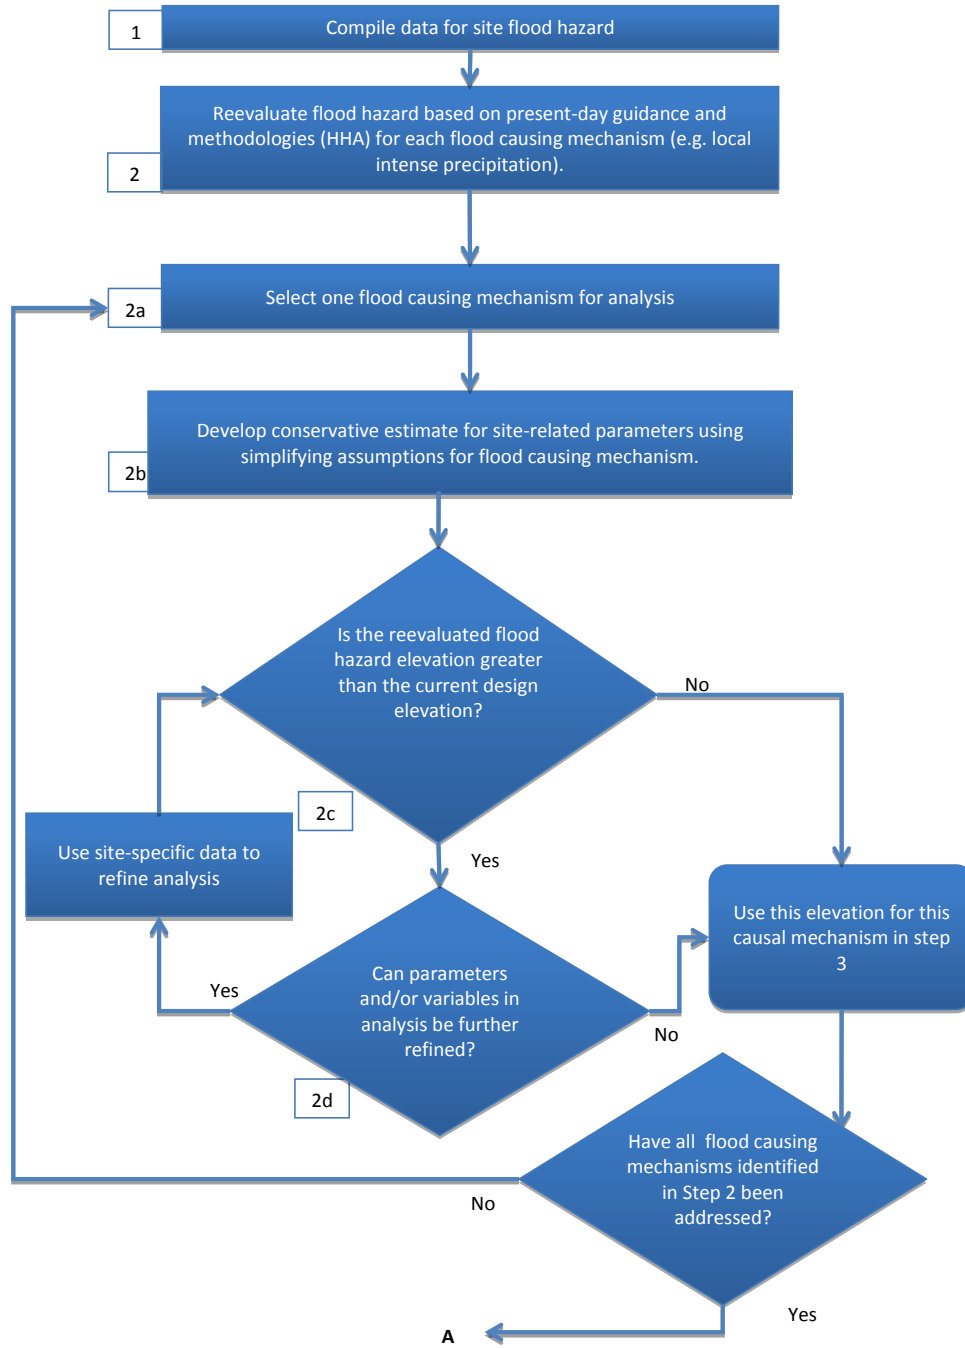 1
Compile data for site flood hazard
Reevaluate flood hazard based on present-day guidance and
methodologies (HHA) for each flood causing mechanism (e.g. local
intense precipitation).
2
2a
Select one flood causing mechanism for analysis
Develop conservative estimate for site-related parameters using
simplifying assumptions for flood causing mechanism.
2b
Is the reevaluated flood
hazard elevation greater
than the current design
elevation?
No
2c
Use site-specific data to
refine analysis
Yes
Use this elevation for this
causal mechanism in step
3
Can parameters
and/or variables in
analysis be further
refined?
Yes
No
2d
Have all  flood causing
mechanisms identified
in Step 2 been
addressed?
No
Yes
A